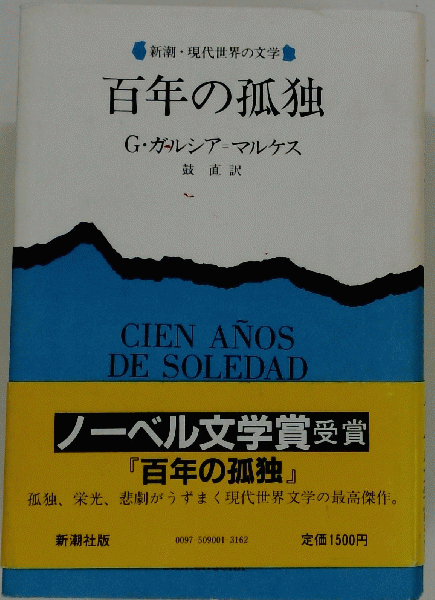 新潮・現代世界の文学
百年の孤独
G・ガルシア=マルケス
鼓 直 訳
CIEN AÑOS
DE SOLEDAD
ノーベル文学賞受賞
『百年の孤独』
孤独、栄光、悲劇がうずまく現代世界文学の最高傑作。
新潮社版 0097-509001-3162 定価1500円